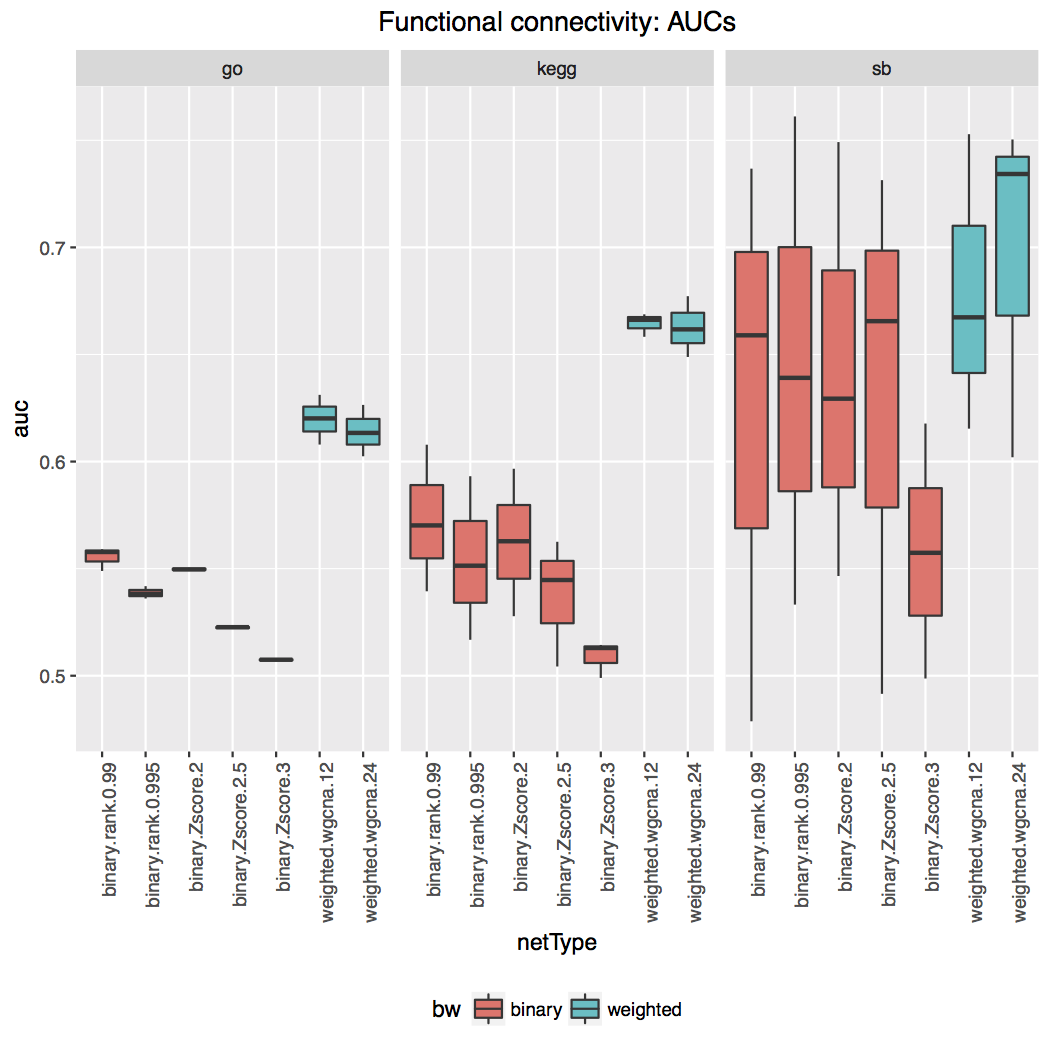 Functional connectivity: AUCs
go
kegg
sb
auc
0.7
0.6
0.5
binary.rank.0.99
binary.rank.0.995
binary.Zscore.2
binary.Zscore.2.5
binary.Zscore.3
weighted.wgcna.12
weighted.wgcna.24
binary.rank.0.99
binary.rank.0.995
binary.Zscore.2
binary.Zscore.2.5
binary.Zscore.3
weighted.wgcna.12
weighted.wgcna.24
binary.rank.0.99
binary.rank.0.995
binary.Zscore.2
binary.Zscore.2.5
binary.Zscore.3
weighted.wgcna.12
weighted.wgcna.24
netType
bw binary weighted